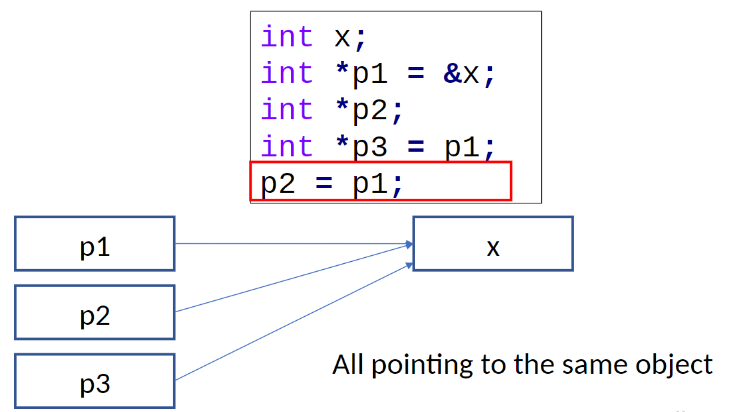 int x;
int *p1 = &x;
int *p2;
int *p3 = p1;
p2 = p1;
p1
x
p2
p3
All pointing to the same object